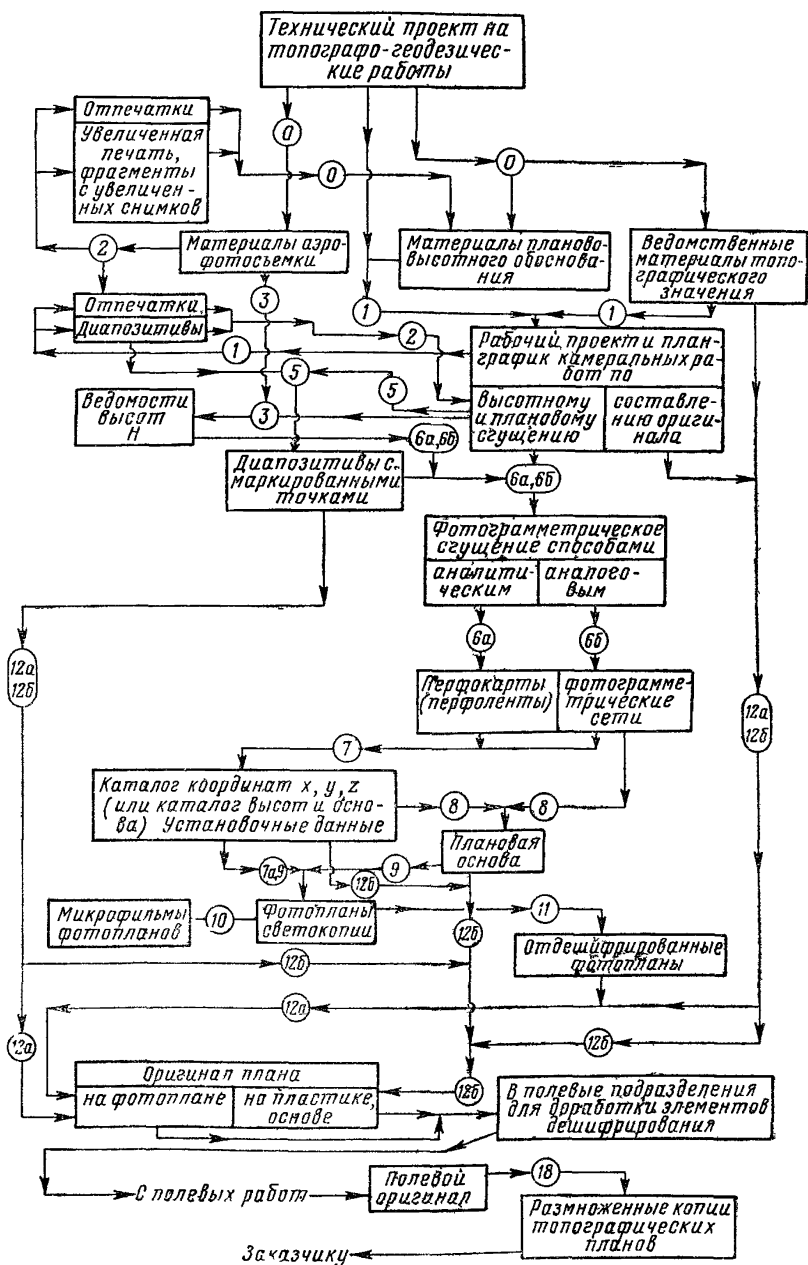 Технический проект на
топографо-геодезичес-
кие работы
Отпечатки
Увеличенная
печать,
фрагменты
с увеличен-
ных снимков
0
0
0
2
Материалы аэро-
фотосъемки
Материалы планово-
высотного обоснова-
ния
Ведомственные
материалы топо-
графического
значения
3
1
1
Отпечатки
Диапозитивы
2
1
Рабочий проект и план-
график камеральных ра-
бот по
высотному
и плановому
сгущению
составле-
нию ориги-
нала
5
5
Ведомости
высот
Н
3
6а,6б
Диапозитивы с
маркированными
точками
6а,6б
Фотограмметрическое
сгущение способами
аналити-
ческим
аналого-
вым
6а
6б
12а
12б
Перфокарты
(перфоленты)
фотограмме-
трические
сети
12а
12б
7
Каталог координат x, y, z
(или каталог высот и осно-
ва) Установочные данные
8
8
Плановая
основа
7а,9
9
12б
Микрофильмы
фотопланов
10
Фотопланы
светокопии
11
12б
Отдешифрированные
фотопланы
12б
12а
12а
12б
Оригинал плана
на фотоплане
на пластике,
основе
12б
В полевые подразделения
для доработки элементов
дешифрирования
С полевых работ
Полевой
оригинал
18
Размноженные копии
топографических
планов
Заказчику